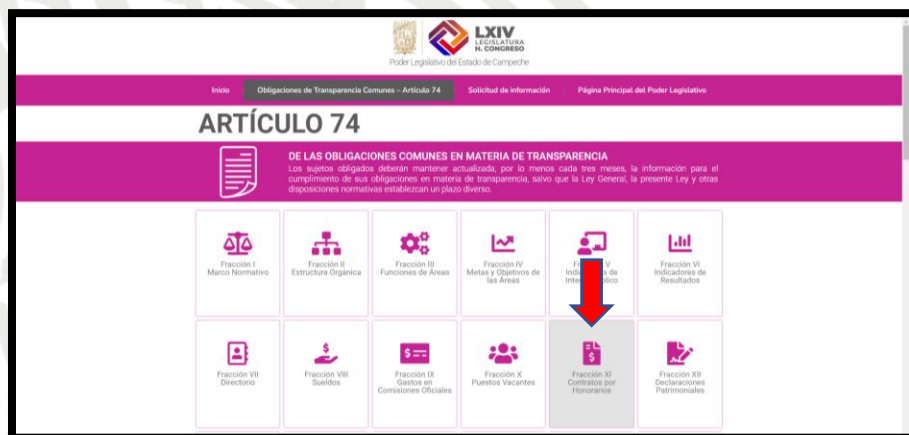 LXIV
LEGISLATURA
H. CONGRESO
Poder Legislativo del Estado de Campeche
Inicio
Obligaciones de Transparencia Comunes – Artículo 74
Solicitud de Información
Página Principal del Poder Legislativo
ARTÍCULO 74
DE LAS OBLIGACIONES COMUNES EN MATERIA DE TRANSPARENCIA
Los sujetos obligados deberán mantener actualizada, por lo menos cada tres meses, la información para el
cumplimiento de sus obligaciones en materia de transparencia, salvo que la Ley General, la presente Ley y otras
disposiciones normativas establezcan un plazo diverso.
Fracción I
Marco Normativo
Fracción II
Estructura Orgánica
Fracción III
Funciones de Áreas
Fracción IV
Metas y Objetivos de
las Áreas
V
de
Fracción VI
Indicadores de
Resultados
Fracción VII
Directorio
Fracción VIII
Sueldos
Fracción IX
Gastos en
Comisiones Oficiales
Fracción X
Puestos Vacantes
Fracción XI
Contratos por
Honorarios
Fracción XII
Declaraciones
Patrimoniales